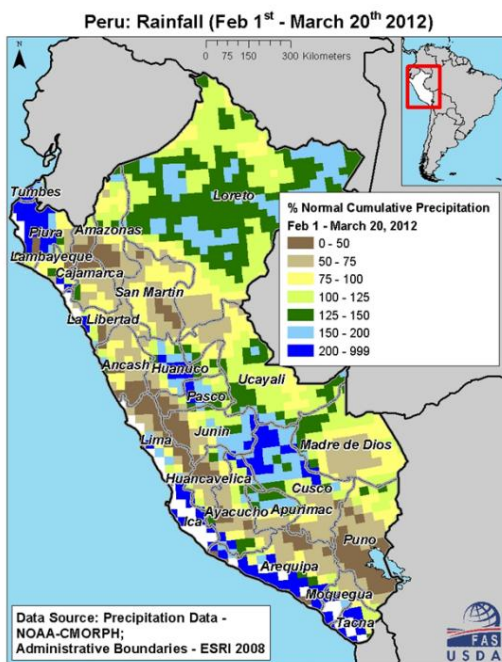 Peru: Rainfall (Feb 1st - March 20th 2012)
0 75 150 300 Kilometers
Tumbes
Piura
Lambayeque
Amazonas
Cajamarca
Loreto
San Martin
La Libertad
Ancash
Huanuco
Pasco
Ucayali
Lima
Junin
Madre de Dios
Huancavelica
Cusco
Ica
Ayacucho
Apurimac
Puno
Arequipa
Moquegua
Tacna
% Normal Cumulative Precipitation
Feb 1 - March 20, 2012
0 - 50
50 - 75
75 - 100
100 - 125
125 - 150
150 - 200
200 - 999
Data Source: Precipitation Data -
NOAA-CMORPH;
Administrative Boundaries - ESRI 2008
FAS
USDA